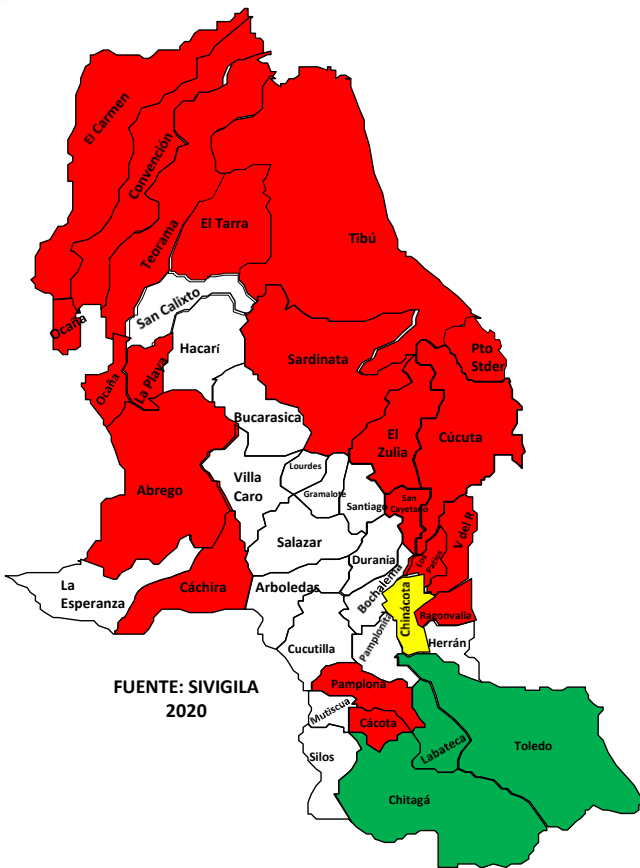 El Carmen
Convención
Teorama
El Tarra
Tibú
San Calixto
Ocaña
Hacarí
La Playa
Ocaña
Sardinata
Pto
Stder
Bucarasica
El
Zulia
Cúcuta
Abrego
Villa
Caro
Lourdes
Gramalote
Santiago
San
Cayetano
V del R
Salazar
Durania
Los
Patios
La
Esperanza
Cáchira
Arboledas
Bochalema
Chinácota
Ragonvalia
Cucutilla
Pamplonita
Herrán
FUENTE: SIVIGILA
2020
Pamplona
Mutiscua
Cácota
Labateca
Toledo
Silos
Chitagá